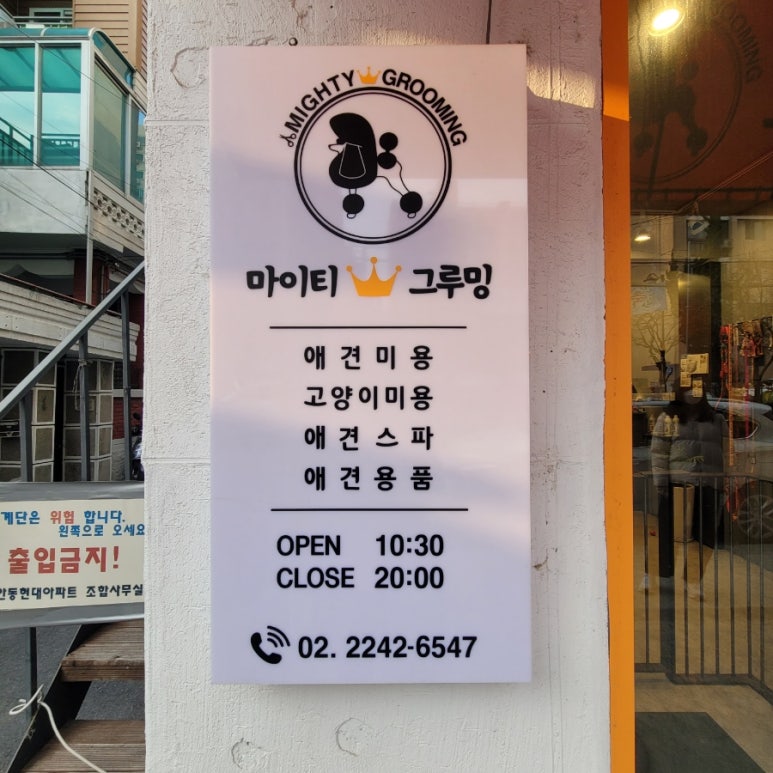 MIGHTY GROOMING
마이티 그루밍
애견미용
고양이미용
애견스파
애견용품
OPEN 10:30
CLOSE 20:00
02. 2242-6547
계단은 위험 합니다.
왼쪽으로 오세요
출입금지!
안동현대아파트 조합사무실
GROOMING